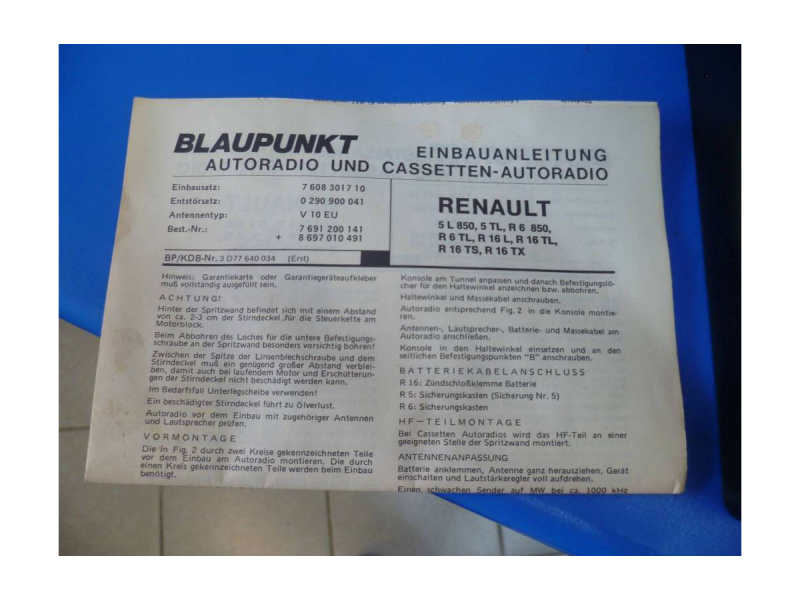 BLAUPUNKT
EINBAUANLEITUNG
AUTORADIO UND CASSETTEN-AUTORADIO
Einbausatz: 7 608 3017 10
Entstörsatz: 0 290 900 041
Antennentyp: V 10 EU
Best.-Nr.: 7 691 200 141
+ 8 697 010 491
BP/KDB-Nr. 3 D77 640 034 (Erst)
RENAULT
5 L 850, 5 TL, R 6 850,
R 6 TL, R 16 L, R 16 TL,
R 16 TS, R 16 TX
Hinweis: Garantiekarte oder Garantiegeräteaufkleber
muß vollständig ausgefüllt sein.
ACHTUNG!
Hinter der Spritzwand befindet sich mit einem Abstand
von ca. 2-3 cm der Stirndeckel für die Steuerkette am
Motorblock.
Beim Abbohren des Loches für die untere Befestigungs-
schraube an der Spritzwand besonders vorsichtig bohren!
Zwischen der Spitze der Linsenblechschraube und dem
Stirndeckel muß ein genügend großer Abstand verblei-
ben, damit auch bei laufendem Motor und Erschütterun-
gen der Stirndeckel nicht beschädigt werden kann.
Im Bedarfsfall Unterlegscheibe verwenden!
Ein beschädigter Stirndeckel führt zu Ölverlust.
Autoradio vor dem Einbau mit zugehöriger Antennen
und Lautsprecher prüfen.
VORMONTAGE
Die in Fig. 2 durch zwei Kreise gekennzeichneten Teile
vor dem Einbau am Autoradio montieren. Die durch
einen Kreis gekennzeichneten Teile werden beim Einbau
benötigt.
Konsole am Tunnel anpassen und danach Befestigungslö-
cher für den Haltewinkel anzeichnen bzw. abbohren.
Haltewinkel und Massekabel anschrauben.
Autoradio entsprechend Fig. 2 in die Konsole montie-
ren.
Antennen-, Lautsprecher-, Batterie- und Massekabel am
Autoradio anschließen.
Konsole in den Haltewinkel einsetzen und an den
seitlichen Befestigungspunkten "B" anschrauben.
BATTERIEKABELANSCHLUSS
R 16: Zündschloßklemme Batterie
R 5: Sicherungskasten (Sicherung Nr. 5)
R 6: Sicherungskasten
HF-TEILMONTAGE
Bei Cassetten Autoradios wird das HF-Teil an einer
geeigneten Stelle der Spritzwand montiert.
ANTENNENANPASSUNG
Batterie anklemmen, Antenne ganz herausziehen, Gerät
einschalten und Lautstärkeregler voll aufdrehen.
Einen schwachen Sender auf MW bei ca. 1000 kHz